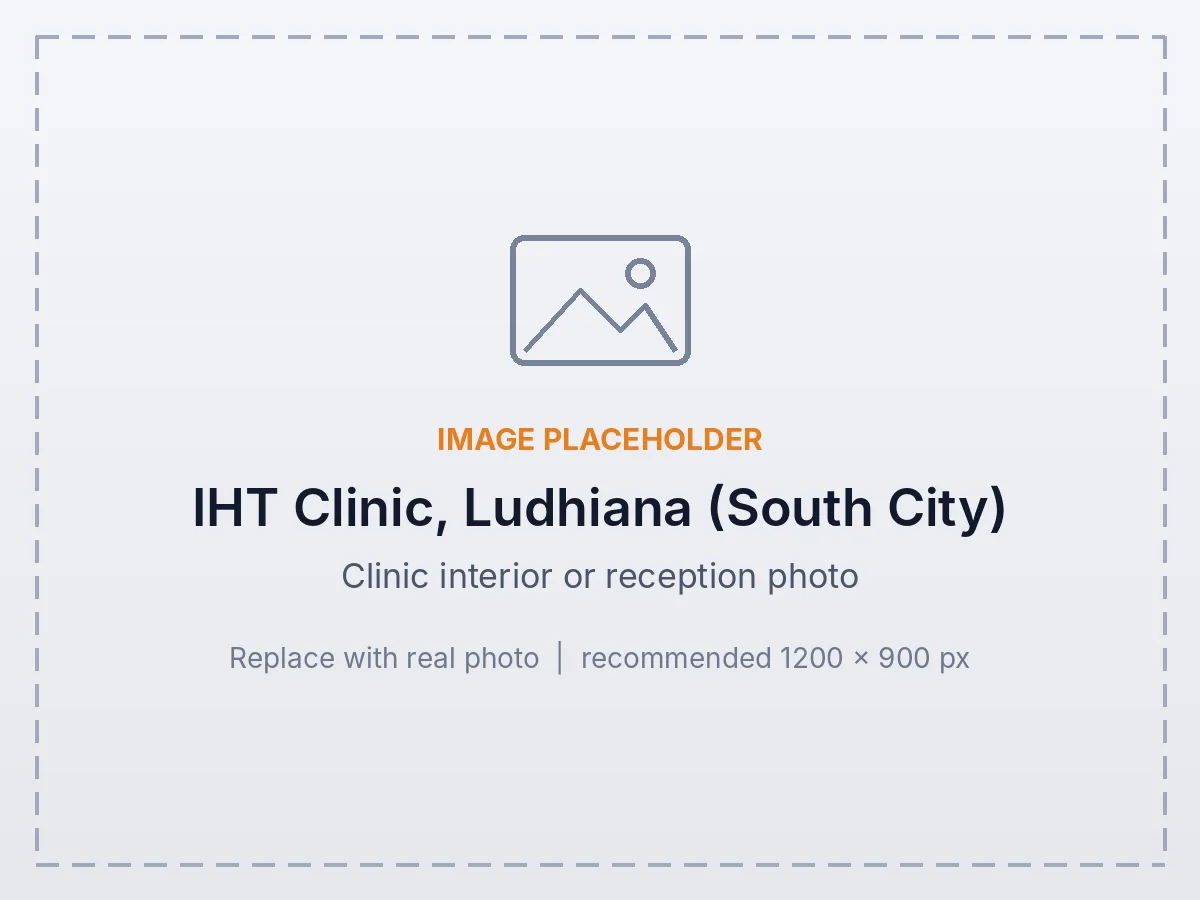 IMAGE PLACEHOLDER
IHT Clinic, Ludhiana (South City)
Clinic interior or reception photo
Replace with real photo | recommended 1200 × 900 px